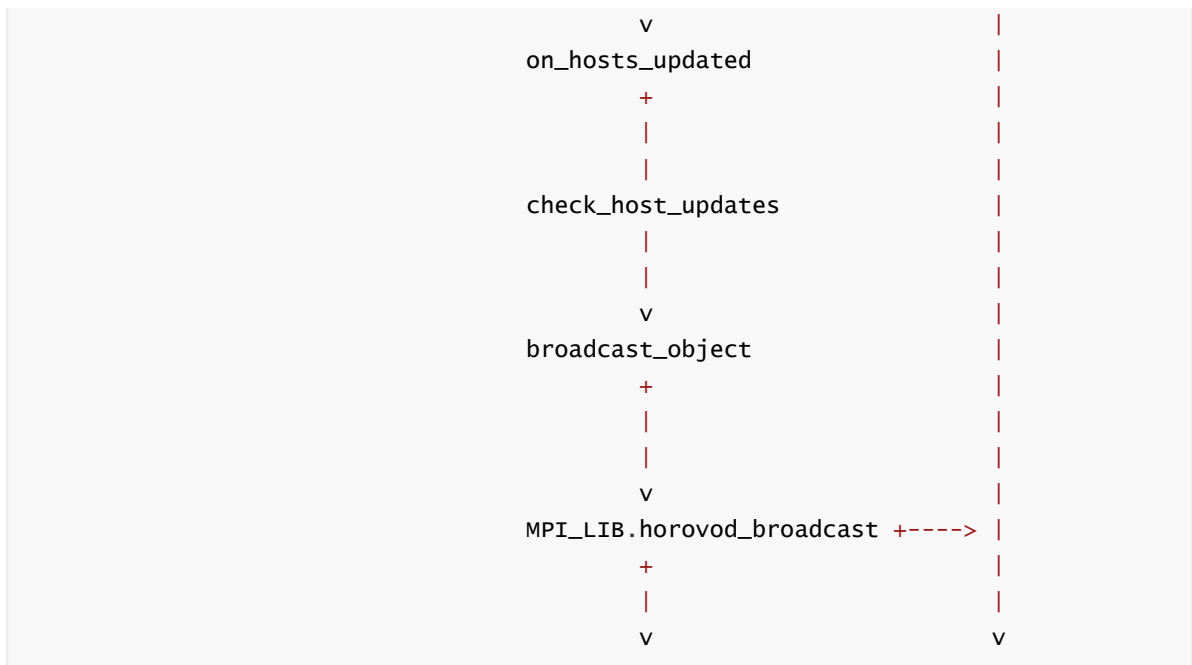 v |
on_hosts_updated |
+ |
| |
| |
check_host_updates |
| |
| |
v |
broadcast_object |
+ |
| |
| |
v |
MPI_LIB.horovod_broadcast +----> |
+ |
| |
v v